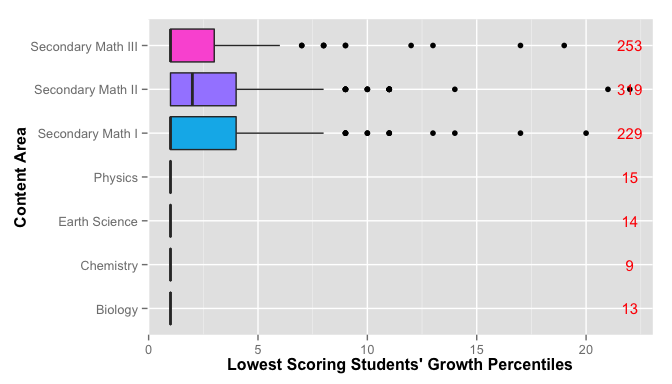 Secondary Math III 253
Secondary Math II 319
Secondary Math I 229
Physics 15
Earth Science 14
Chemistry 9
Biology 13
Content Area
0 5 10 15 20
Lowest Scoring Students' Growth Percentiles